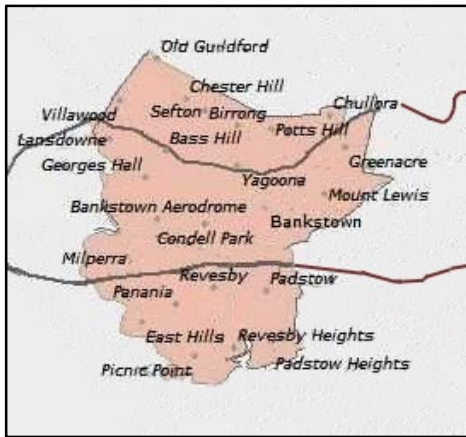 Old Guildford
Chester Hill
Villawood
Sefton Birrong
Chullora
Lansdowne
Bass Hill
Potts Hill
Georges Hall
Greenacre
Yagoona
Mount Lewis
Bankstown Aerodrome
Bankstown
Condell Park
Milperra
Revesby
Padstow
Panania
East Hills
Revesby Heights
Picnic Point
Padstow Heights